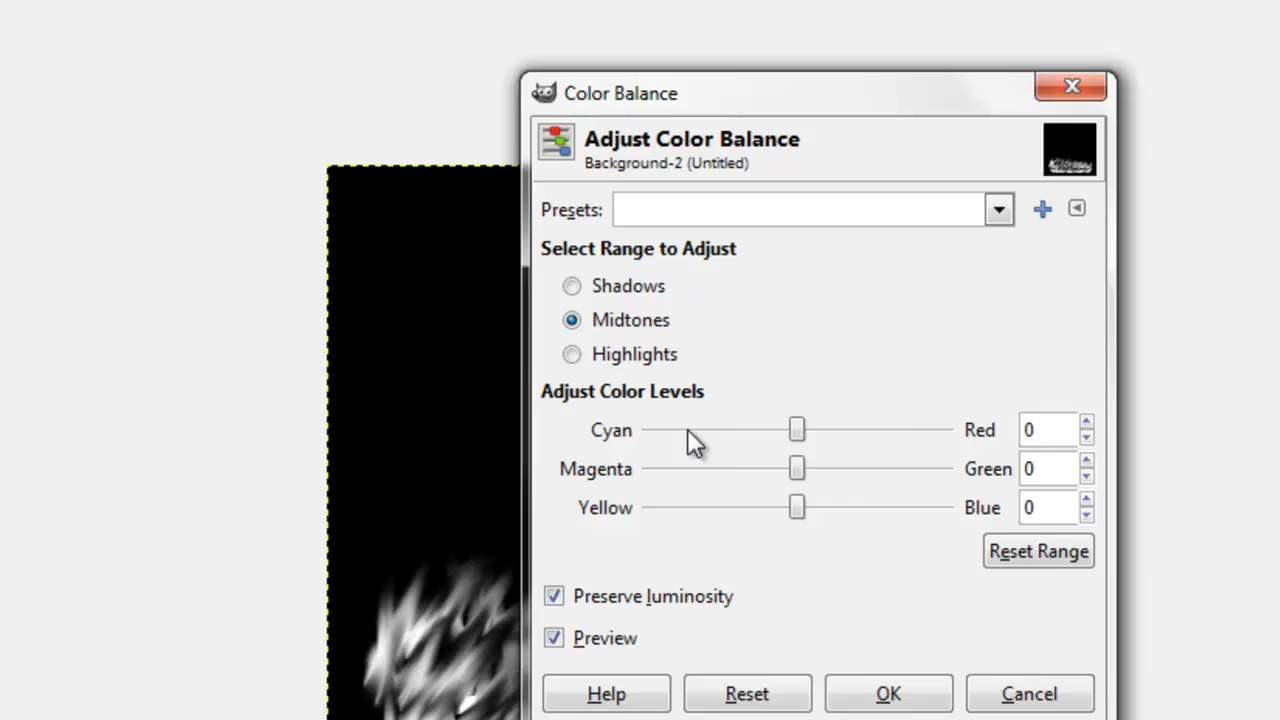 Color Balance
Adjust Color Balance
Background-2 (Untitled)
Presets:
Select Range to Adjust
Shadows
Midtones
Highlights
Adjust Color Levels
Cyan Red 0
Magenta Green 0
Yellow Blue 0
Reset Range
Preserve luminosity
Preview
Help Reset OK Cancel